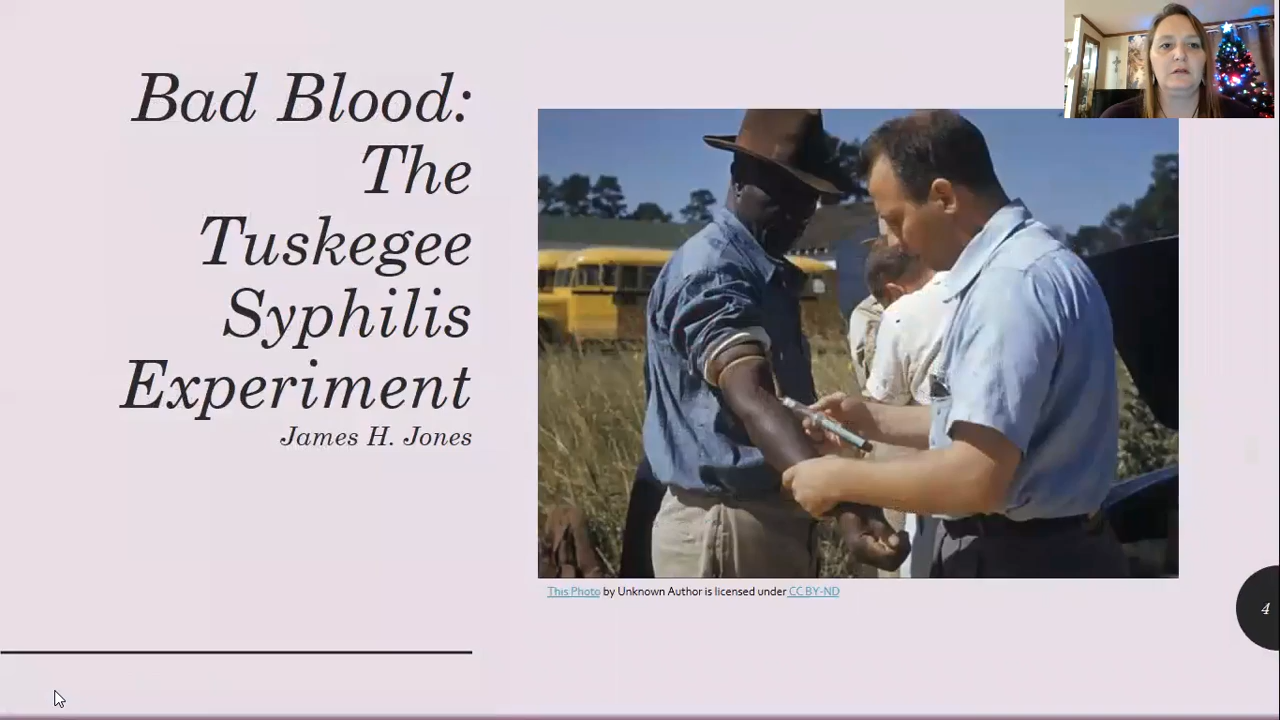 Bad Blood:
The
Tuskegee
Syphilis
Experiment
James H. Jones
This Photo by Unknown Author is licensed under CC BY-ND
4